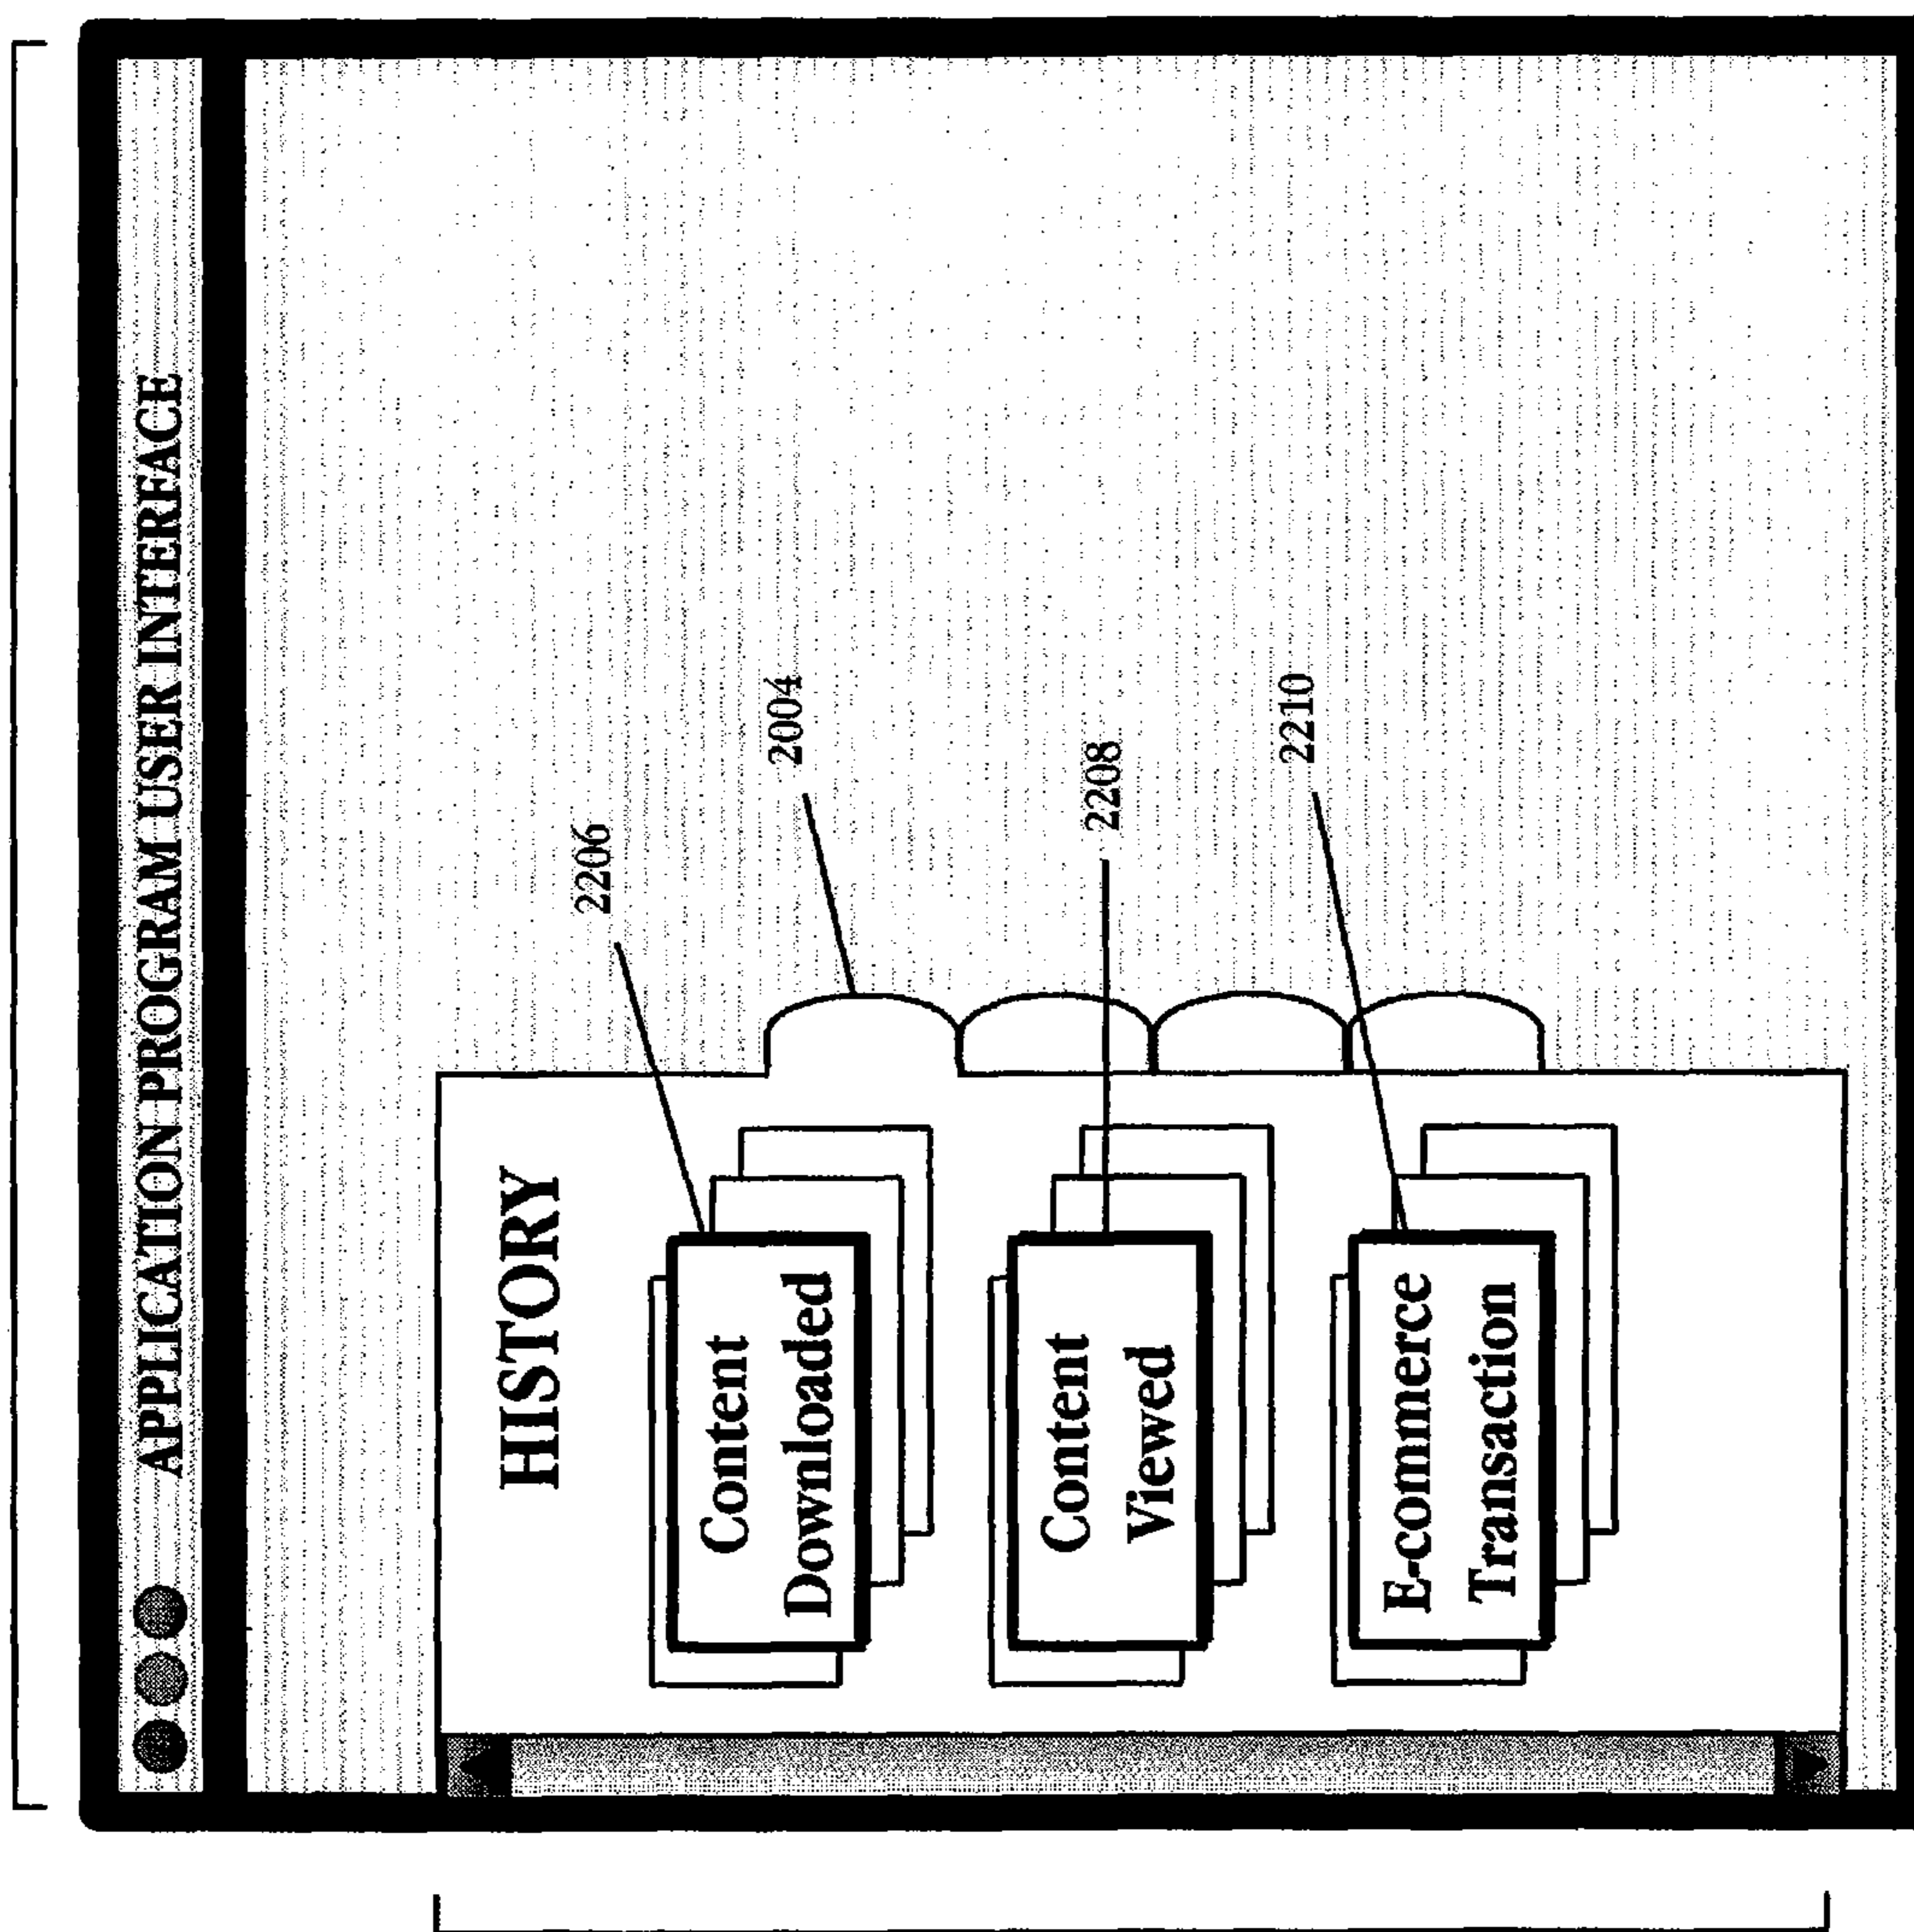 APPLICATION PROGRAM USER INTERFACE
HISTORY
2206
Content
Downloaded
2004
Content
Viewed
2208
E-commerce
Transaction
2210